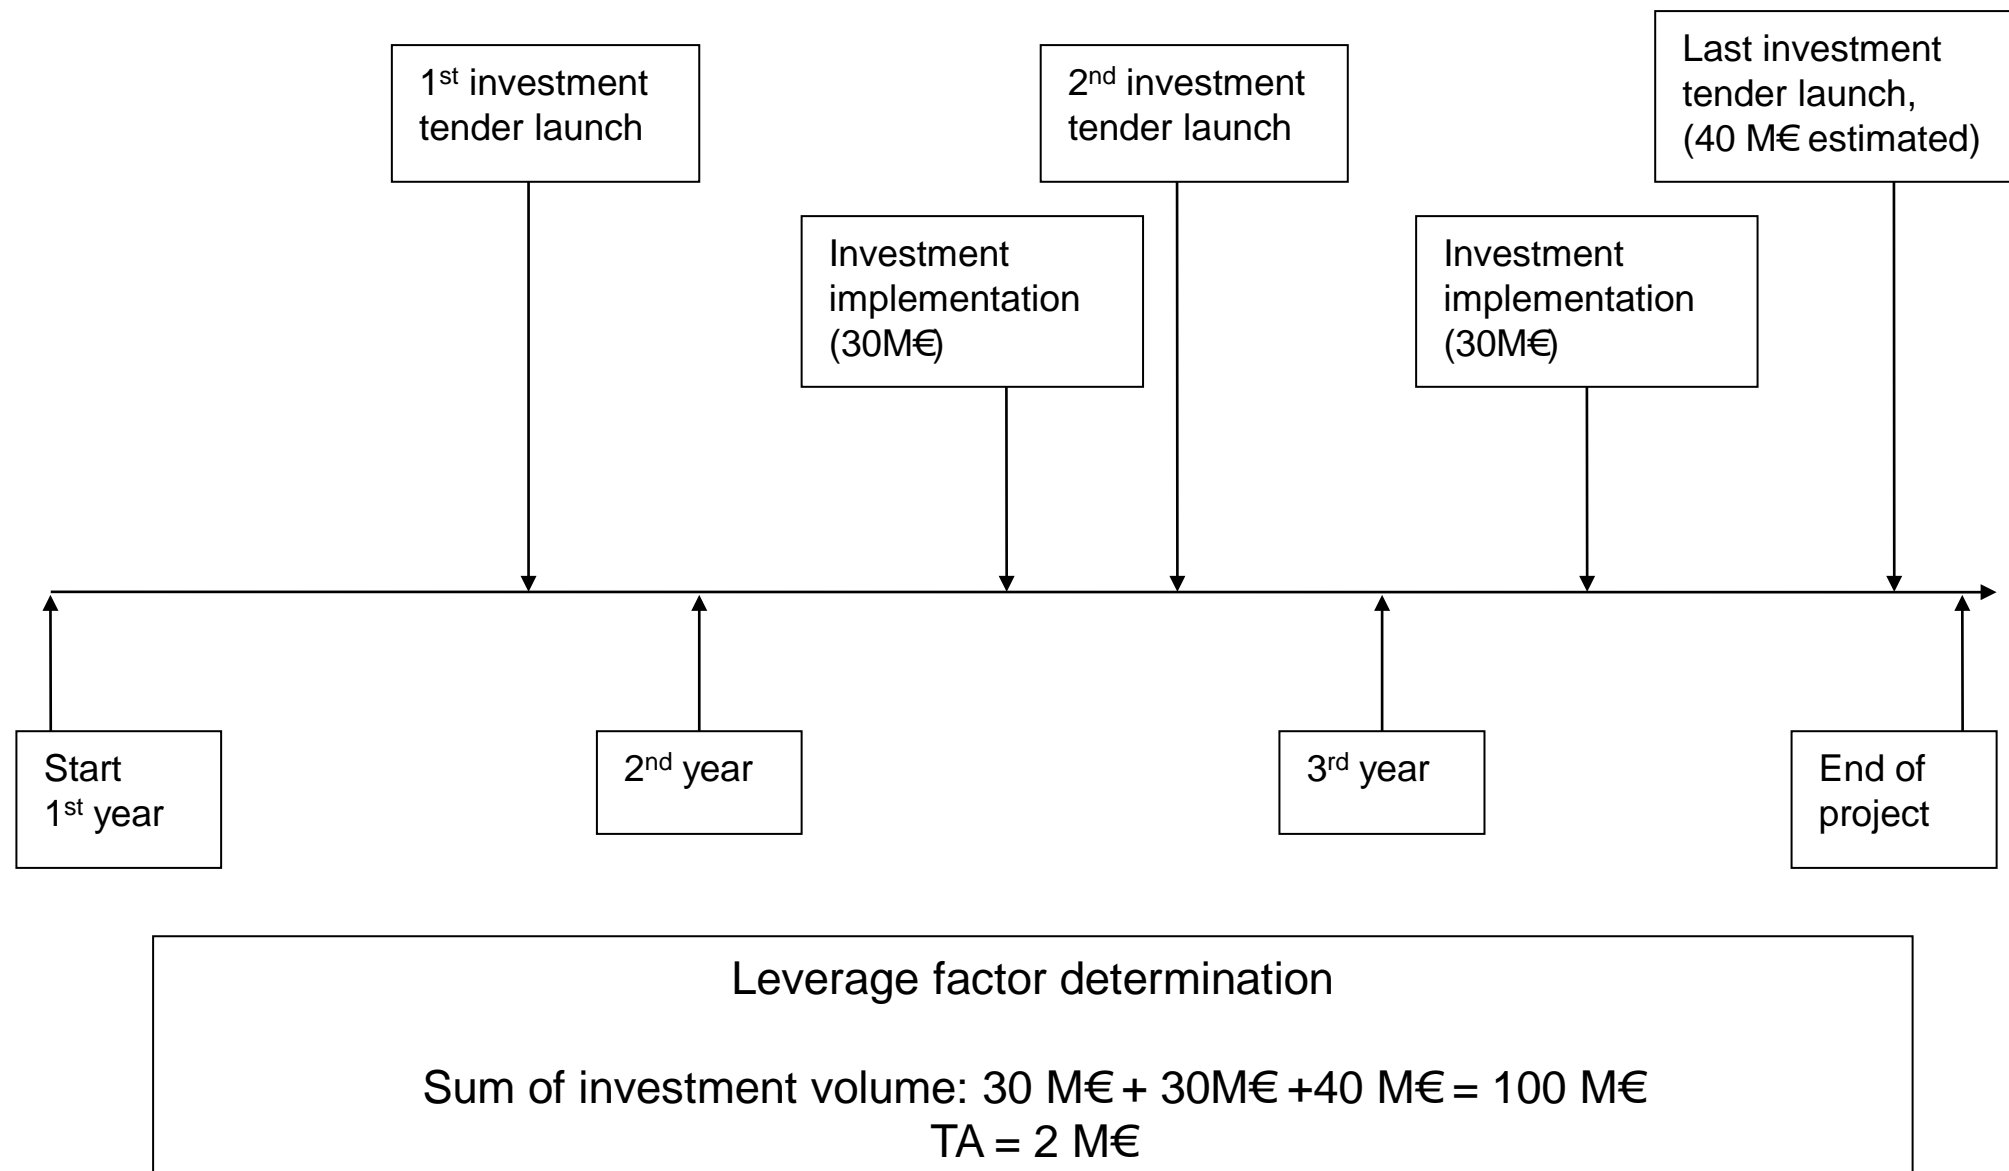 1st investment
tender launch
2nd investment
tender launch
Last investment
tender launch,
(40 M€ estimated)
Investment
implementation
(30M€)
Investment
implementation
(30M€)
Start
1st year
2nd year
3rd year
End of
project
Leverage factor determination
Sum of investment volume: 30 M€ + 30M€ +40 M€ = 100 M€
TA = 2 M€